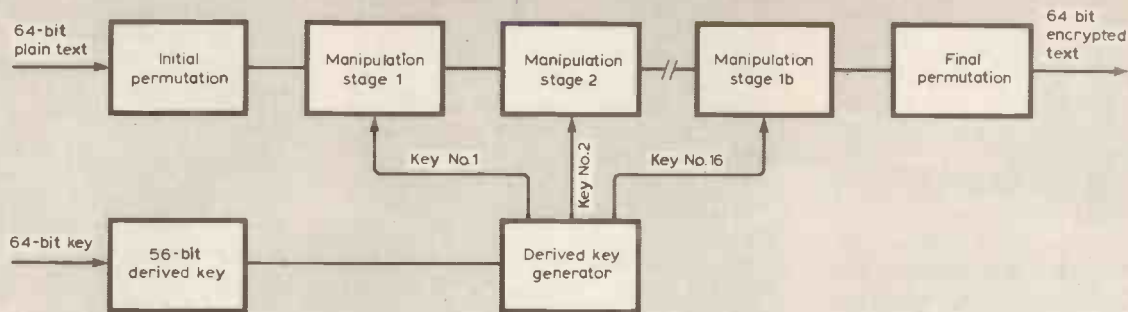 64-bit
plain text
Initial
permutation
Manipulation
stage 1
Manipulation
stage 2
Manipulation
stage 1b
Final
permutation
64 bit
encrypted
text
Key No.1
Key No.2
Key No.16
64-bit key
56-bit
derived key
Derived key
generator